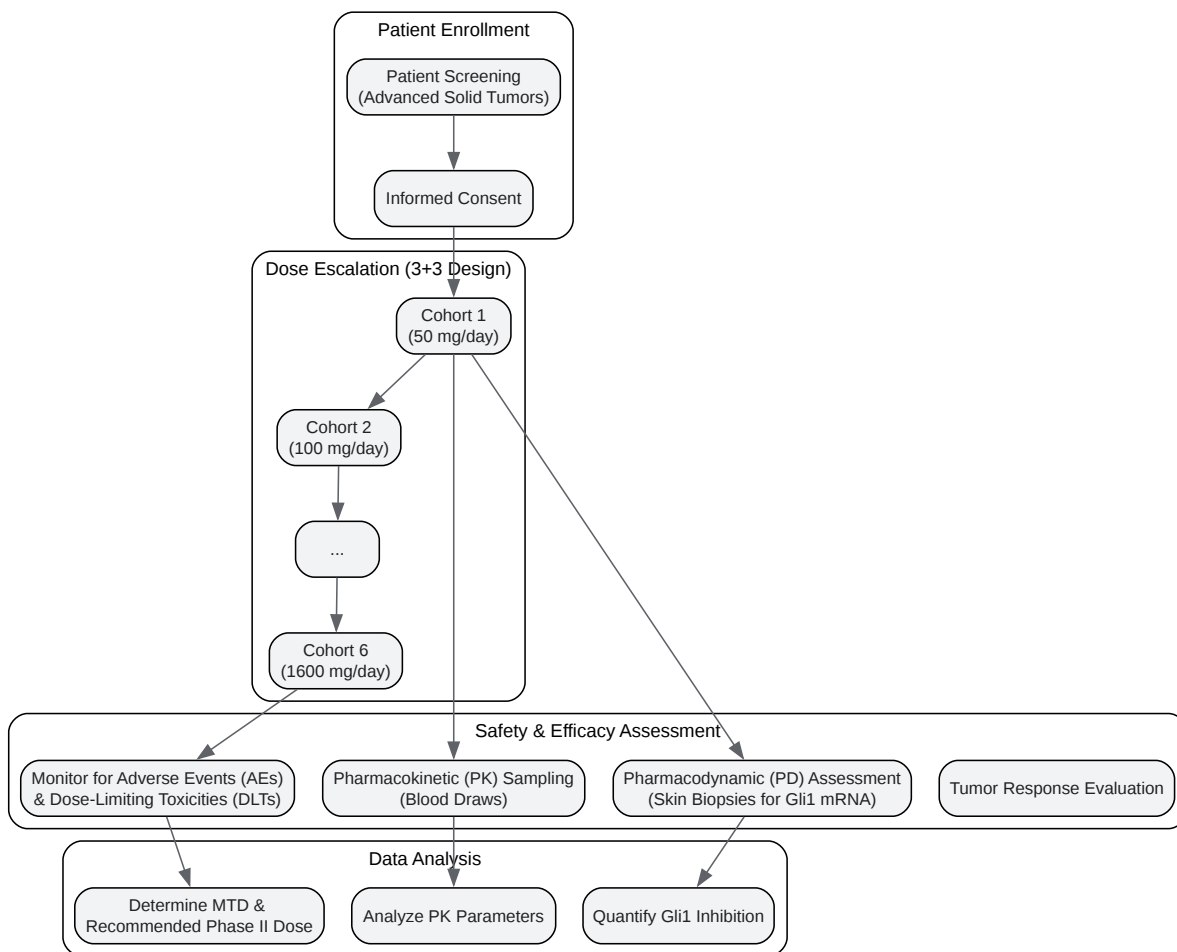 Patient Enrollment
Patient Screening
(Advanced Solid Tumors)
Informed Consent
Dose Escalation (3+3 Design)
Cohort 1
(50 mg/day)
Cohort 2
(100 mg/day)
...
Cohort 6
(1600 mg/day)
Safety & Efficacy Assessment
Monitor for Adverse Events (AEs)
& Dose-Limiting Toxicities (DLTs)
Pharmacokinetic (PK) Sampling
(Blood Draws)
Pharmacodynamic (PD) Assessment
(Skin Biopsies for Gli1 mRNA)
Tumor Response Evaluation
Data Analysis
Determine MTD &
Recommended Phase II Dose
Analyze PK Parameters
Quantify Gli1 Inhibition